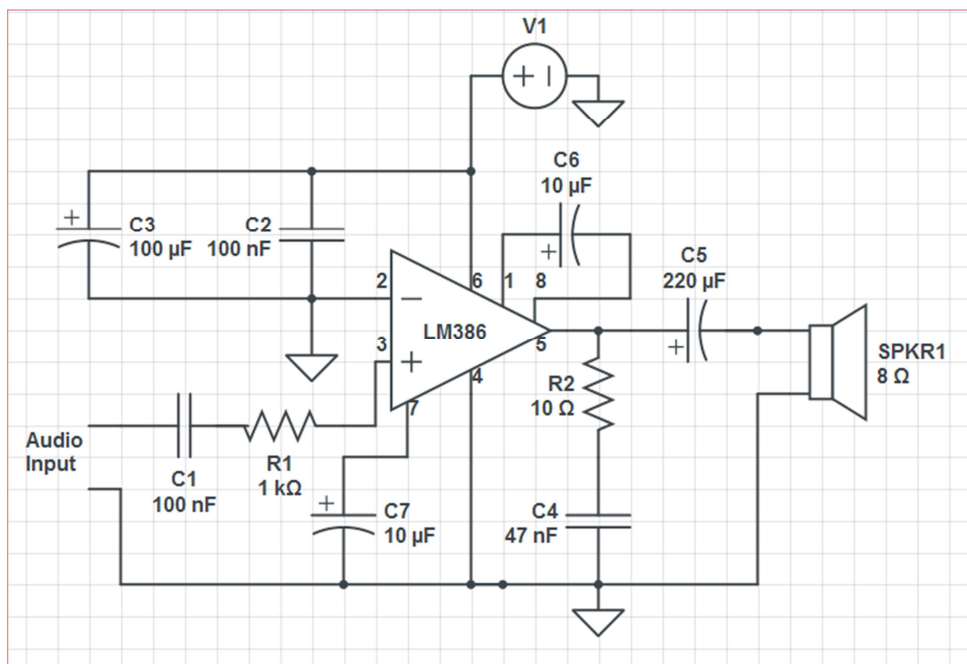 V1
+
−
C6
10 µF
+
C3
100 µF
+
C2
100 nF
C5
220 µF
+
2
6
1
8
−
LM386
3
+
5
4
7
SPKR1
8 Ω
R2
10 Ω
Audio
Input
C1
100 nF
R1
1 kΩ
+
C7
10 µF
C4
47 nF